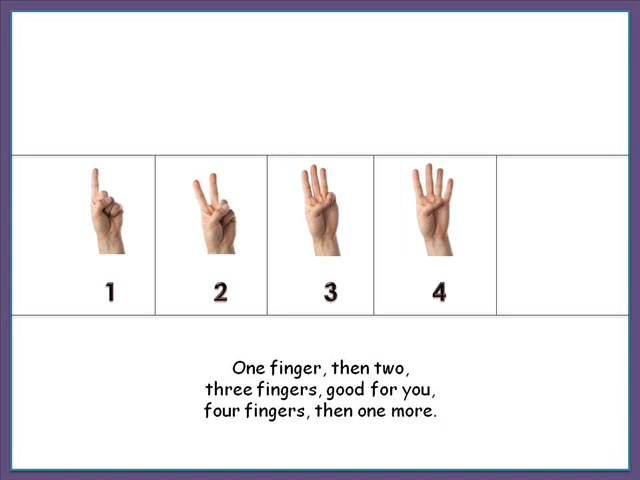 1 2 3 4
One finger, then two,
three fingers, good for you,
four fingers, then one more.